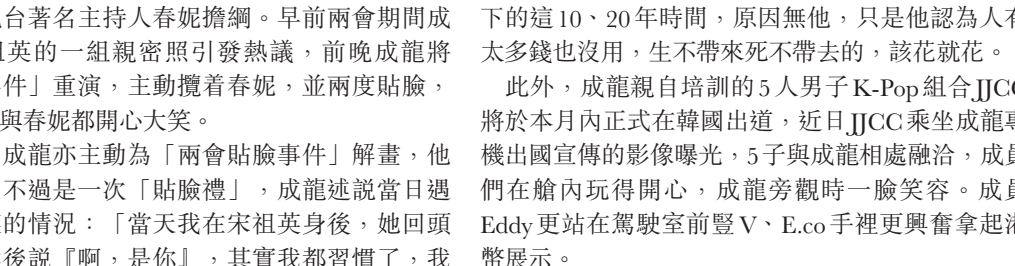 台著名主持人春妮擔綱。早前兩會期間成
祖英的一組親密照引發熱議，前晚成龍將
件」重演，主動攬着春妮，並兩度貼臉，
與春妮都開心大笑。
成龍亦主動為「兩會貼臉事件」解畫，他
不過是一次「貼臉禮」，成龍述說當日遇
的情況：「當天我在宋祖英身後，她回頭
後說『啊，是你』，其實我都習慣了，我
下的這10、20年時間，原因無他，只是他認為人有
太多錢也沒用，生不帶來死不帶去的，該花就花。
此外，成龍親自培訓的5人男子K-Pop組合JJCC
將於本月內正式在韓國出道，近日JJCC乘坐成龍專
機出國宣傳的影像曝光，5子與成龍相處融洽，成員
們在艙內玩得開心，成龍旁觀時一臉笑容。成員
Eddy更站在駕駛室前豎V、E.co手裡更興奮拿起港
幣展示。